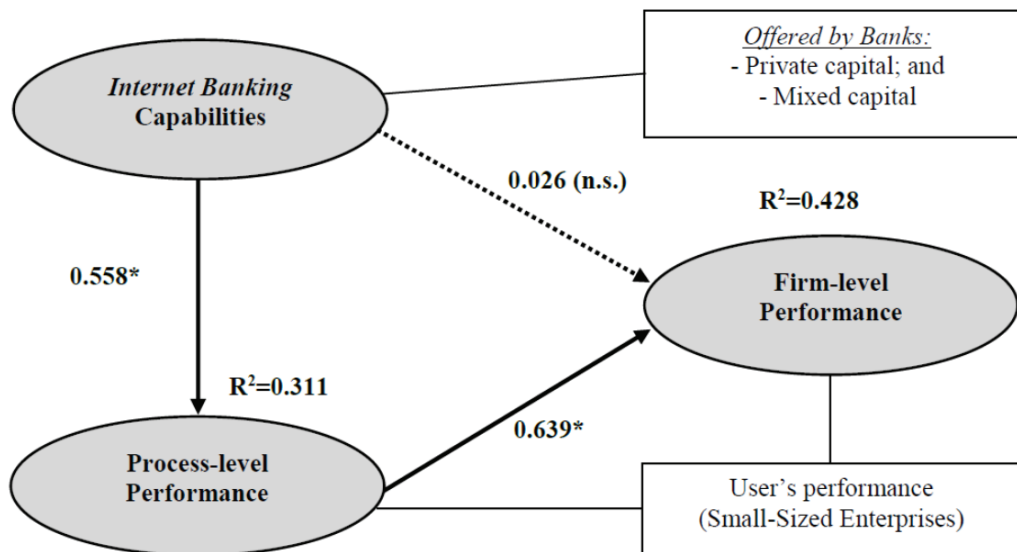 Offered by Banks:
- Private capital; and
- Mixed capital
Internet Banking
Capabilities
0.026 (n.s.)
R²=0.428
0.558*
Firm-level
Performance
R²=0.311
0.639*
Process-level
Performance
User's performance
(Small-Sized Enterprises)